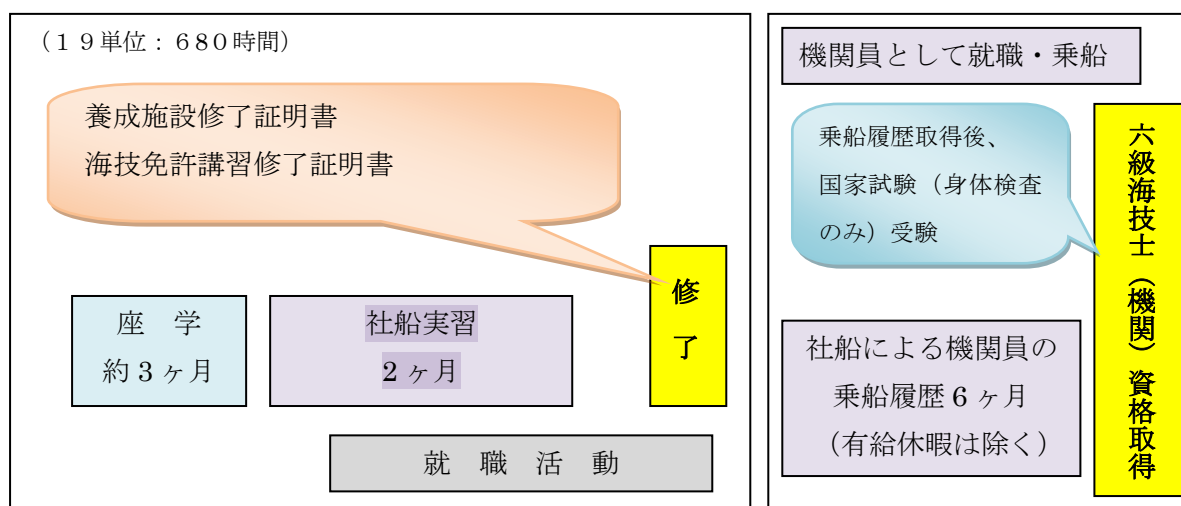 （１９単位：６８０時間）
養成施設修了証明書
海技免許講習修了証明書
修了
座　学
約３ヶ月
社船実習
2 ヶ月
就　職　活　動
機関員として就職・乗船
乗船履歴取得後、
国家試験（身体検査
のみ）受験
六級海技士（機関）資格取得
社船による機関員の
乗船履歴 6 ヶ月
（有給休暇は除く）